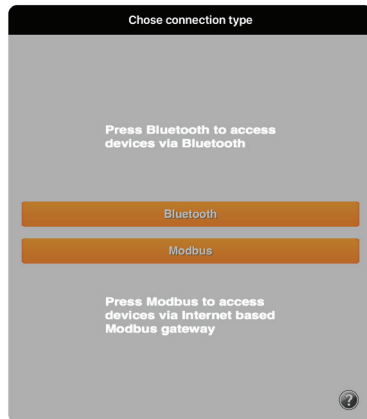 Chose connection type
Press Bluetooth to access
devices via Bluetooth
Bluetooth
Modbus
Press Modbus to access
devices via Internet based
Modbus gateway
?